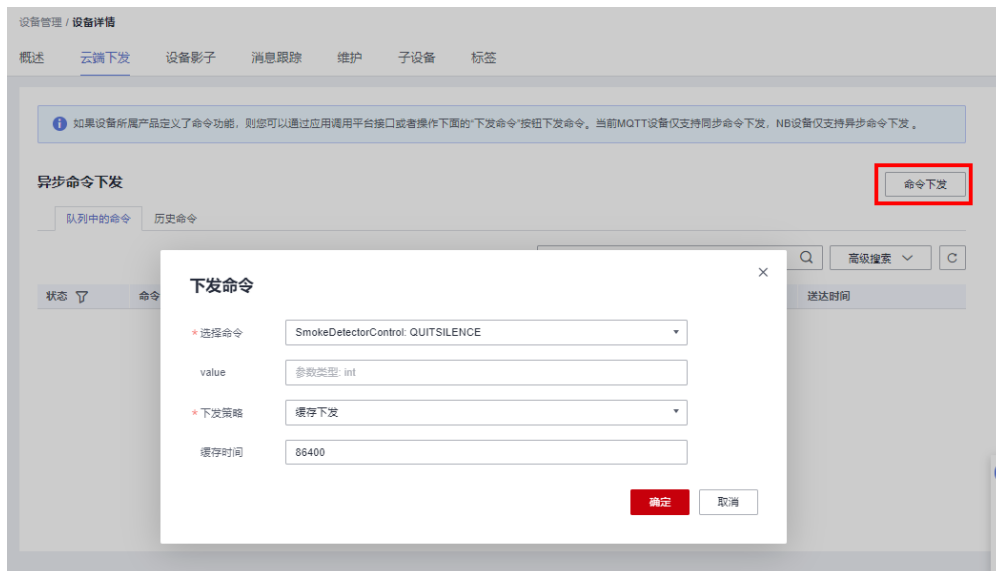 设备管理 / 设备详情
概述 云端下发 设备影子 消息跟踪 维护 子设备 标签
如果设备所属产品定义了命令功能，则您可以通过应用调用平台接口或者操作下面的“下发命令”按钮下发命令。当前MQTT设备仅支持同步命令下发，NB设备仅支持异步命令下发 。
异步命令下发 命令下发
队列中的命令 历史命令
高级搜索
状态 命令 送达时间
下发命令
* 选择命令 SmokeDetectorControl: QUITSILENCE
value 参数类型: int
* 下发策略 缓存下发
缓存时间 86400
确定 取消